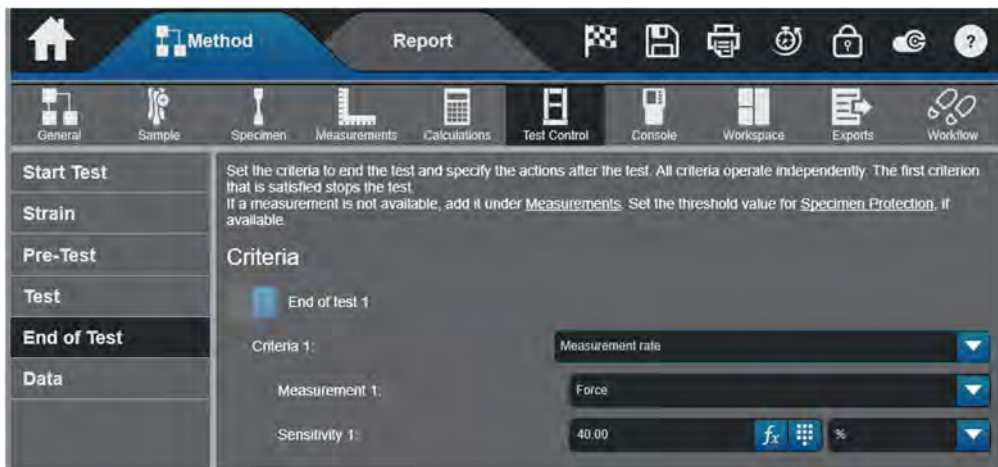 Method
Report
?
General
Sample
Specimen
Measurements
Calculations
Test Control
Console
Workspace
Exports
Workflow
Start Test
Strain
Pre-Test
Test
End of Test
Data
Set the criteria to end the test and specify the actions after the test. All criteria operate independently. The first criterion
that is satisfied stops the test.
If a measurement is not available, add it under Measurements. Set the threshold value for Specimen Protection, if
available.
Criteria
End of test 1
Criteria 1: Measurement rate
Measurement 1: Force
Sensitivity 1: 40.00 fx %